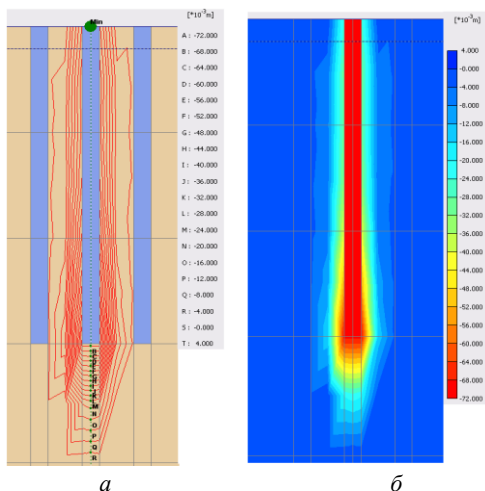 [*10⁻³m]
Min
A : -72.000
B : -68.000
C : -64.000
D : -60.000
E : -56.000
F : -52.000
G : -48.000
H : -44.000
I : -40.000
J : -36.000
K : -32.000
L : -28.000
M : -24.000
N : -20.000
O : -16.000
P : -12.000
Q : -8.000
R : -4.000
S : -0.000
T : 4.000
M
N
O
P
Q
R
а
[*10⁻³m]
4.000
-0.000
-4.000
-8.000
-12.000
-16.000
-20.000
-24.000
-28.000
-32.000
-36.000
-40.000
-44.000
-48.000
-52.000
-56.000
-60.000
-64.000
-68.000
-72.000
б